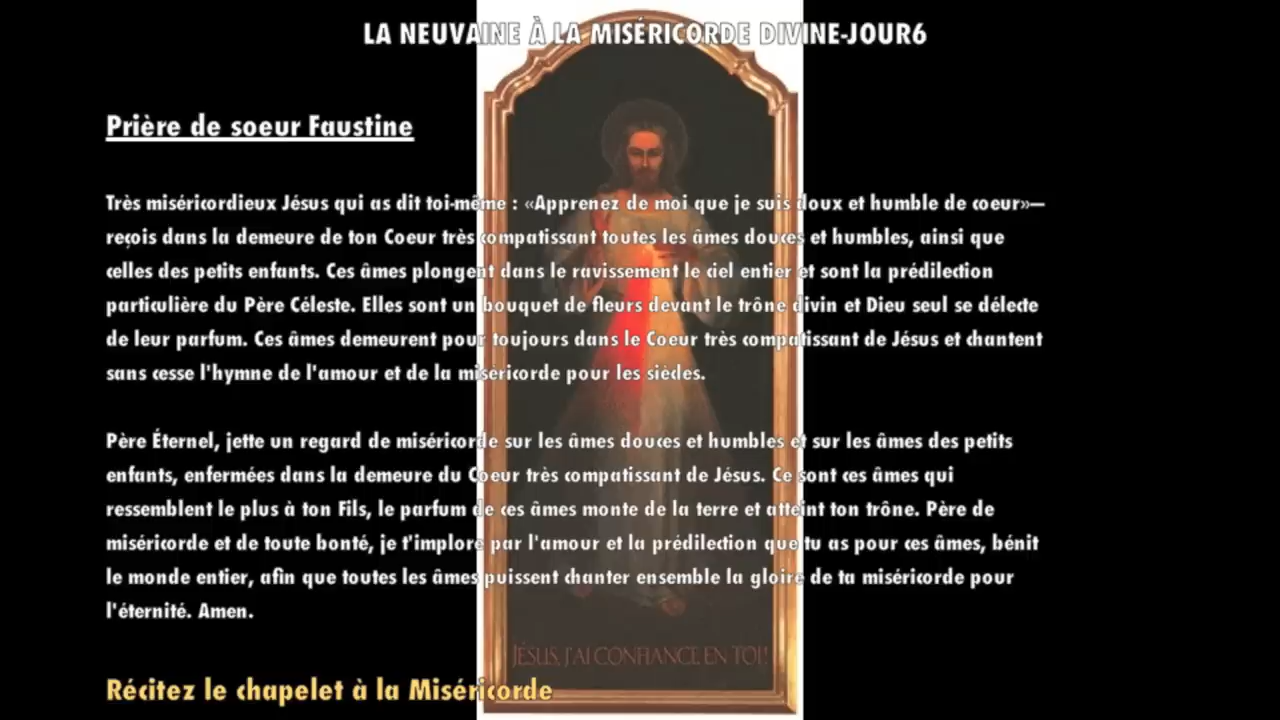 LA NEUVAINE À LA MISÉRICORDE DIVINE-JOUR6
Prière de soeur Faustine
Très miséricordieux Jésus qui as dit toi-même : «Apprenez de moi que je suis doux et humble de coeur»—
reçois dans la demeure de ton Coeur très compatissant toutes les âmes douces et humbles, ainsi que
celles des petits enfants. Ces âmes plongent dans le ravissement le ciel entier et sont la prédilection
particulière du Père Céleste. Elles sont un bouquet de fleurs devant le trône divin et Dieu seul se délecte
de leur parfum. Ces âmes demeurent pour toujours dans le Coeur très compatissant de Jésus et chantent
sans cesse l'hymne de l'amour et de la miséricorde pour les siècles.
Père Éternel, jette un regard de miséricorde sur les âmes douces et humbles et sur les âmes des petits
enfants, enfermées dans la demeure du Coeur très compatissant de Jésus. Ce sont ces âmes qui
ressemblent le plus à ton Fils, le parfum de ces âmes monte de la terre et atteint ton trône. Père de
miséricorde et de toute bonté, je t'implore par l'amour et la prédilection que tu as pour ces âmes, bénit
le monde entier, afin que toutes les âmes puissent chanter ensemble la gloire de ta miséricorde pour
l'éternité. Amen.
JÉSUS, J'AI CONFIANCE EN TOI!
Récitez le chapelet à la Miséricorde